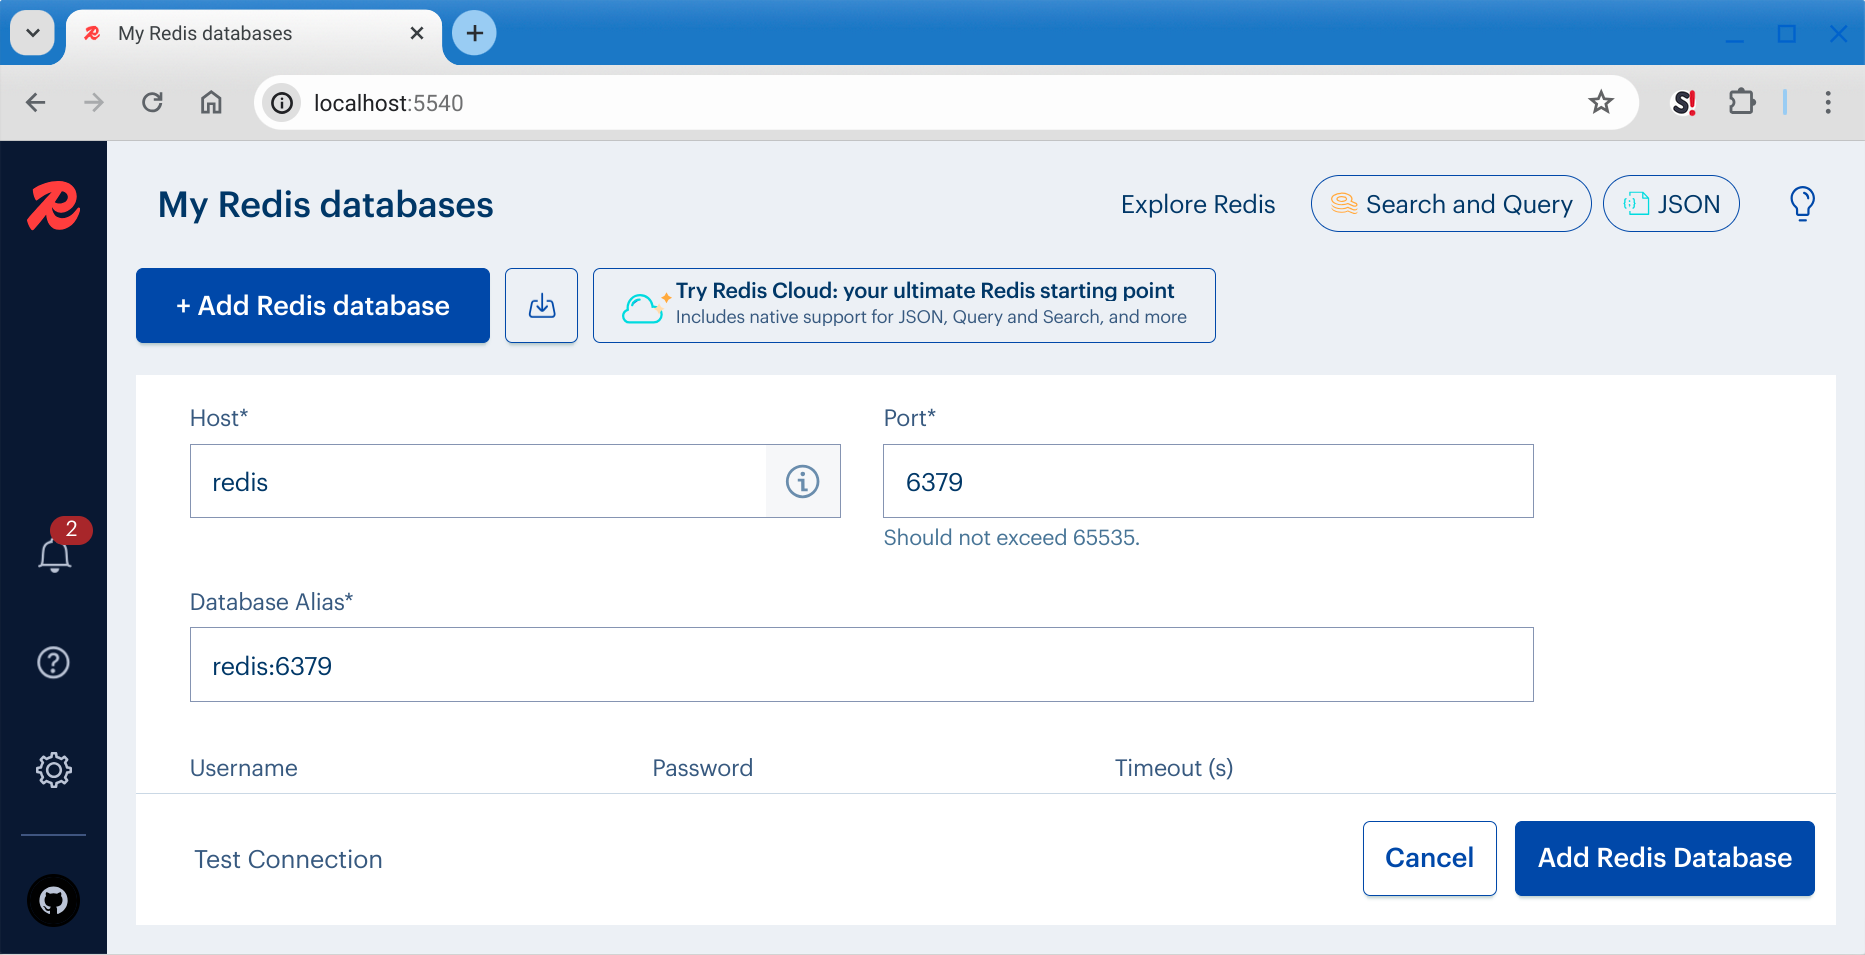 My Redis databases
localhost:5540
My Redis databases
Explore Redis
Search and Query
JSON
+ Add Redis database
Try Redis Cloud: your ultimate Redis starting point
Includes native support for JSON, Query and Search, and more
Host*
Port*
redis
6379
Should not exceed 65535.
2
Database Alias*
redis:6379
Username
Password
Timeout (s)
Test Connection
Cancel
Add Redis Database